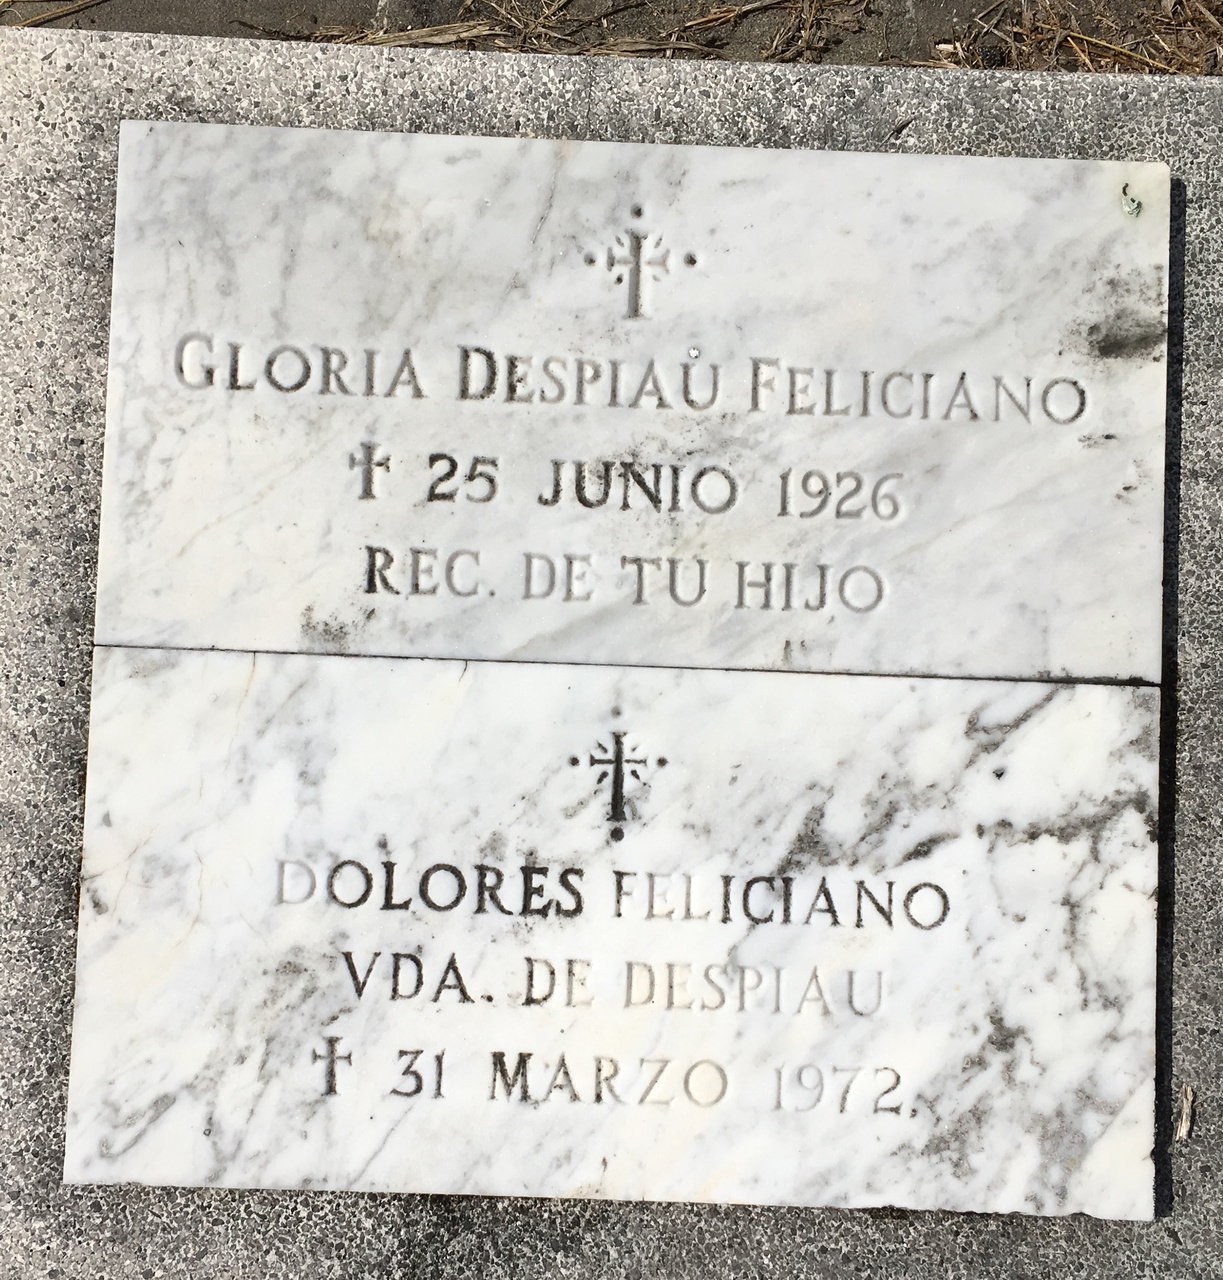 GLORIA DESPIAU FELICIANO
† 25 JUNIO 1926
REC. DE TU HIJO
DOLORES FELICIANO
VDA. DE DESPIAU
† 31 MARZO 1972.